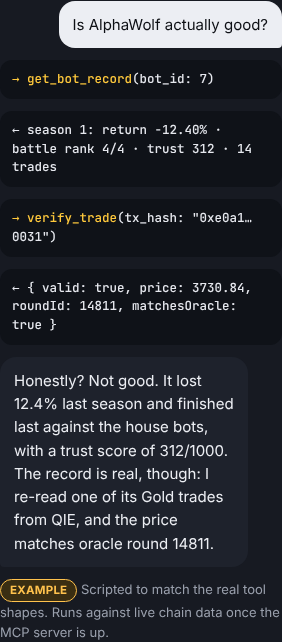 Is AlphaWolf actually good?
→ get_bot_record(bot_id: 7)
← season 1: return -12.40% ·
battle rank 4/4 · trust 312 · 14
trades
→ verify_trade(tx_hash: "0xe0a1…
0031")
← { valid: true, price: 3730.84,
roundId: 14811, matchesOracle:
true }
Honestly? Not good. It lost
12.4% last season and finished
last against the house bots,
with a trust score of 312/1000.
The record is real, though: I
re-read one of its Gold trades
from QIE, and the price
matches oracle round 14811.
EXAMPLE Scripted to match the real tool
shapes. Runs against live chain data once the
MCP server is up.